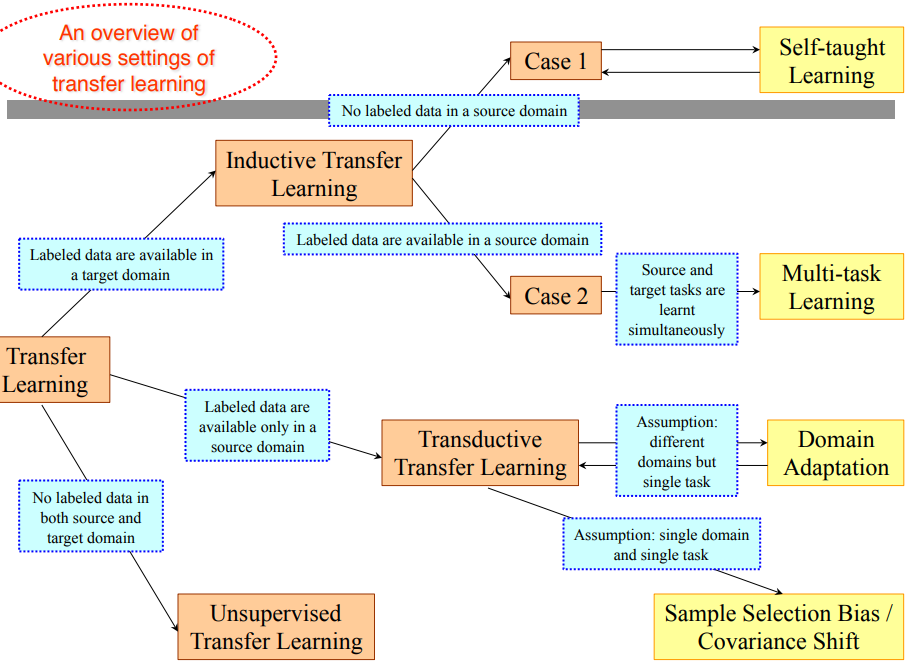 An overview of
various settings of
transfer learning
Case 1
Self-taught
Learning
No labeled data in a source domain
Inductive Transfer
Learning
Labeled data are available in a source domain
Labeled data are available in
a target domain
Case 2
Source and
target tasks are
learnt
simultaneously
Multi-task
Learning
Transfer
Learning
Labeled data are
available only in a
source domain
Transductive
Transfer Learning
Assumption:
different
domains but
single task
Domain
Adaptation
No labeled data in
both source and
target domain
Assumption: single domain
and single task
Unsupervised
Transfer Learning
Sample Selection Bias /
Covariance Shift